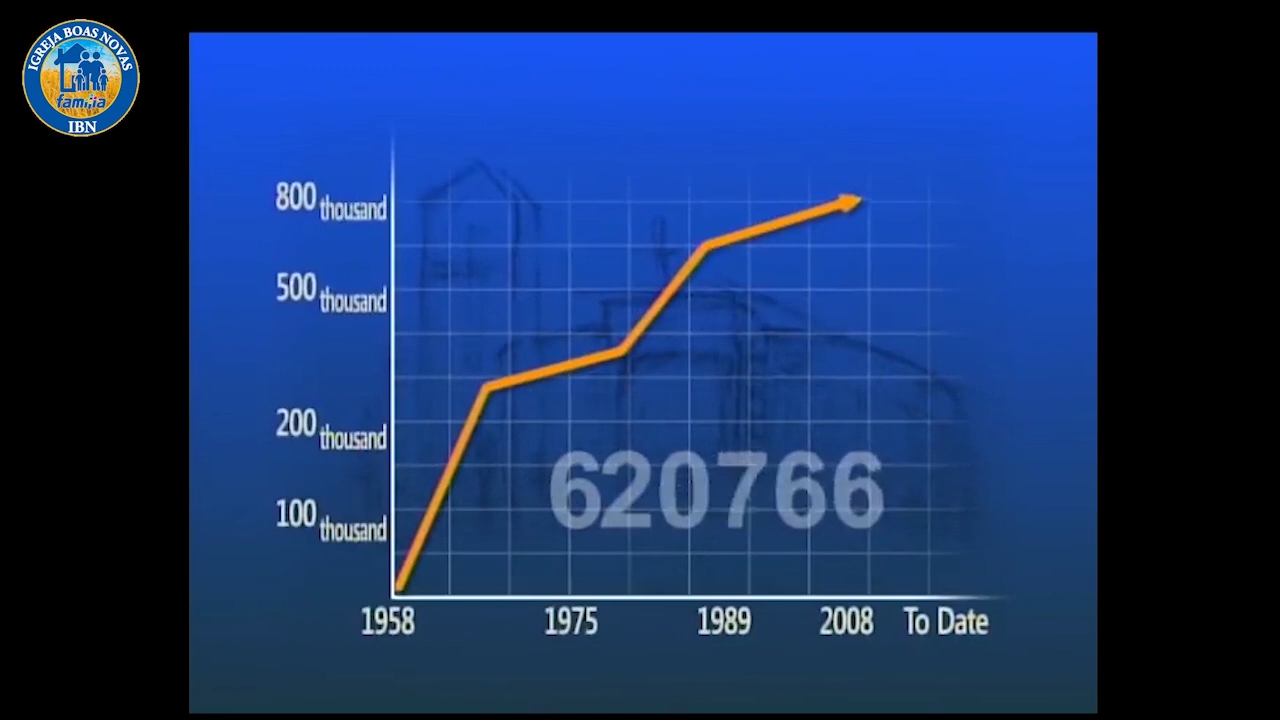 IGREJA BOAS NOVAS
família
IBN
800 thousand
500 thousand
200 thousand
100 thousand
620766
1958 1975 1989 2008 To Date